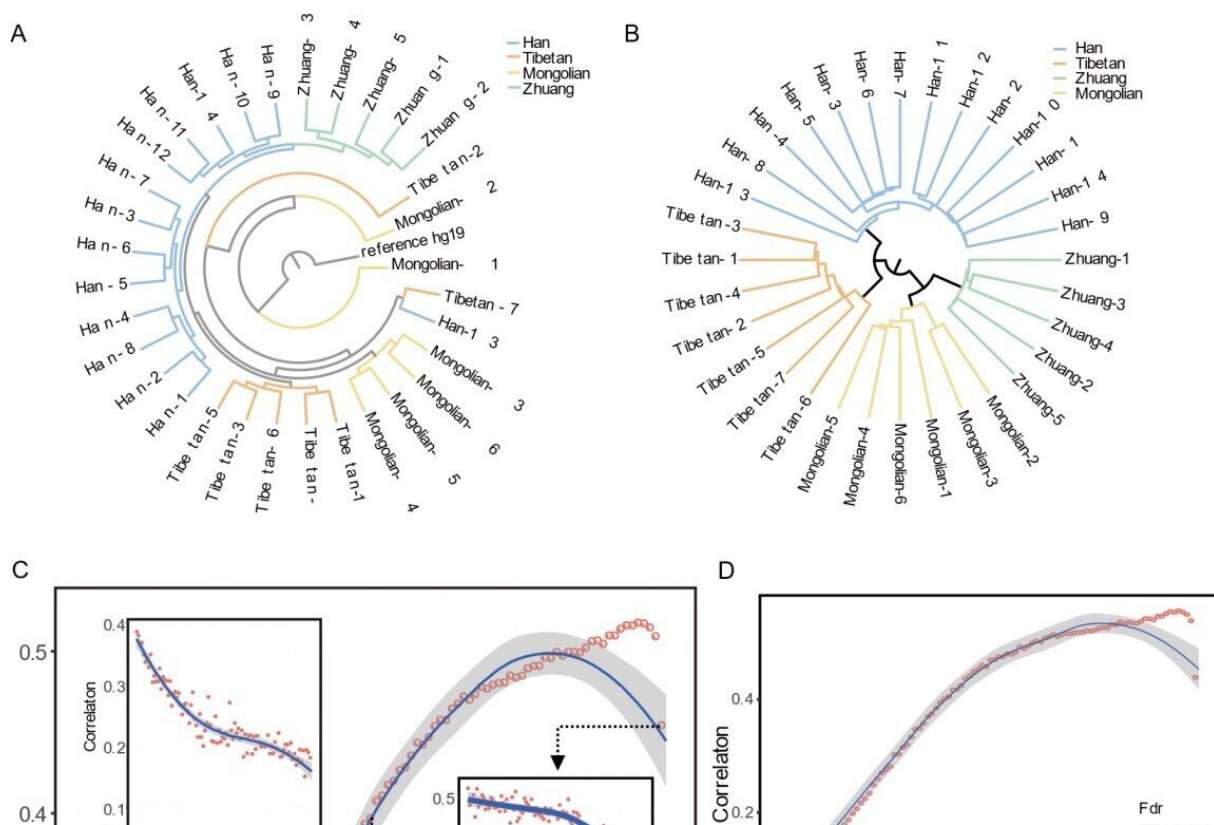 A
Han
Tibetan
Mongolian
Zhuang
Zhuang- 3
Zhuang- 4
Zhuang- 5
Zhuan g-1
Zhuan g-2
Tibe tan-2
Mongolian- 2
reference hg19
Mongolian- 1
Tibetan - 7
Han-1 3
Mongolian- 3
Mongolian- 6
Mongolian- 5
Mongolian- 4
Tibe tan-1
Tibe tan -
Tibe tan- 6
Tibe tan-3
Tibe tan-5
Ha n-1
Ha n-2
Ha n-8
Ha n-4
Han - 5
Ha n-6
Ha n-3
Ha n-7
Ha n-12
Ha n-11
Han-1 4
Ha n-10
Ha n-9
B
Han
Tibetan
Zhuang
Mongolian
Han-7
Han-1 1
Han-1 2
Han- 2
Han-1 0
Han- 1
Han-1 4
Han- 9
Zhuang-1
Zhuang-3
Zhuang-4
Zhuang-2
Zhuang-5
Mongolian-2
Mongolian-3
Mongolian-1
Mongolian-6
Mongolian-4
Mongolian-5
Tibe tan-6
Tibe tan-7
Tibe tan-5
Tibe tan- 2
Tibe tan-4
Tibe tan- 1
Tibe tan-3
Han-1 3
Han- 8
Han -4
Han- 5
Han- 3
Han- 6
C
0.5
0.4
0.4
0.3
0.2
0.1
Correlaton
0.5
D
0.4
0.2
Correlaton
Fdr